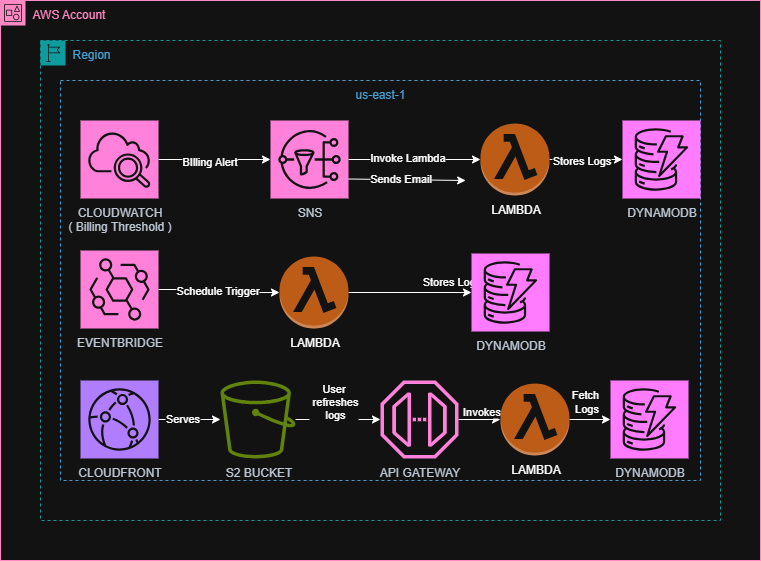 AWS Account
Region
us-east-1
BIlling Alert
Invoke Lambda
Sends Email
Stores Logs
CLOUDWATCH
( Billing Threshold )
SNS
LAMBDA
DYNAMODB
Schedule Trigger
Stores Log
EVENTBRIDGE
LAMBDA
DYNAMODB
Serves
User
refreshes
logs
Invokes
Fetch
Logs
CLOUDFRONT
S2 BUCKET
API GATEWAY
LAMBDA
DYNAMODB